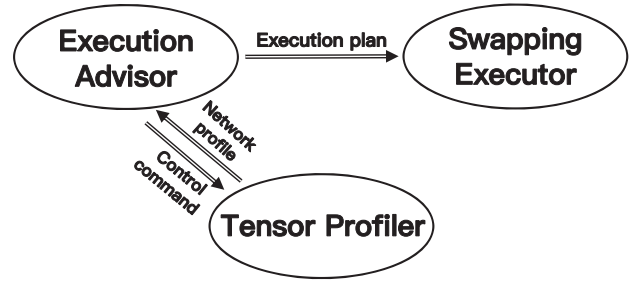 Execution
Advisor
Execution plan
Swapping
Executor
Network
profile
Control
command
Tensor Profiler